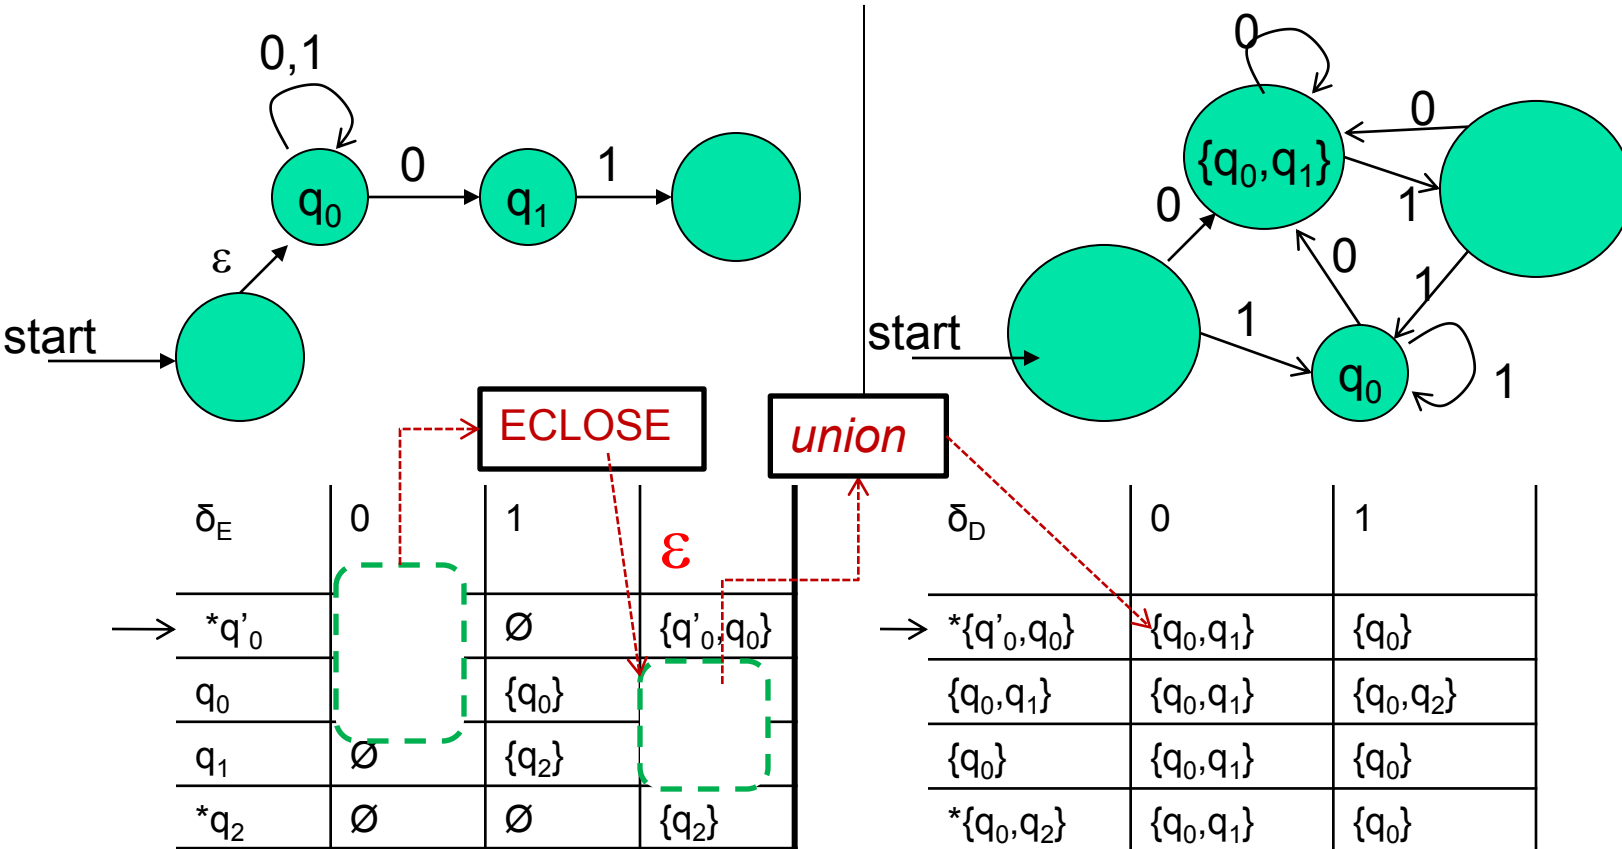 0,1
0
q0
0
q1
1
ε
start
{q0,q1}
0
0
1
0
0
1
1
start
q0
1
ECLOSE
union
δE 0 1 ε
*q’0 Ø {q’0,q0}
q0 {q0}
q1 Ø {q2}
*q2 Ø Ø {q2}
δD 0 1
*{q’0,q0} {q0,q1} {q0}
{q0,q1} {q0,q1} {q0,q2}
{q0} {q0,q1} {q0}
*{q0,q2} {q0,q1} {q0}